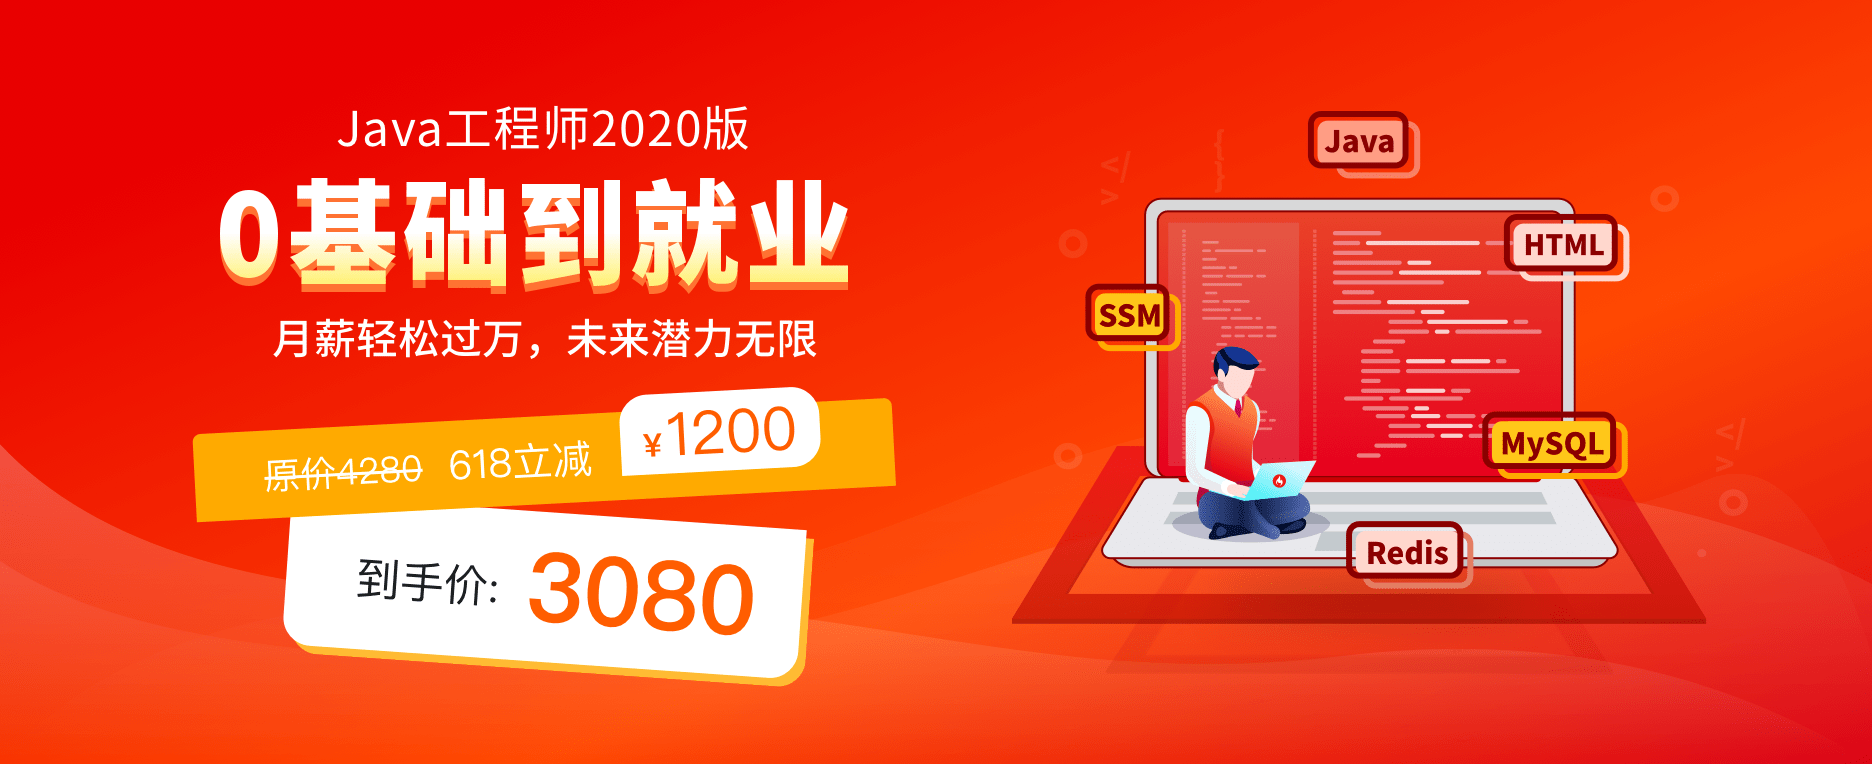 Java工程师2020版
0基础到就业
月薪轻松过万，未来潜力无限
原价4280 618立减 ¥1200
到手价: 3080
Java
HTML
SSM
MySQL
Redis